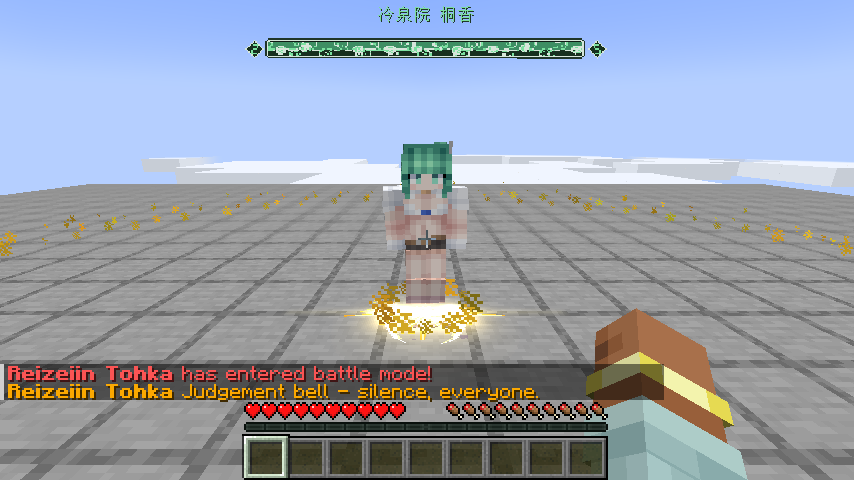 冷泉院 桐香
Reizeiin Tohka has entered battle mode!
Reizeiin Tohka Judgement bell – silence, everyone.